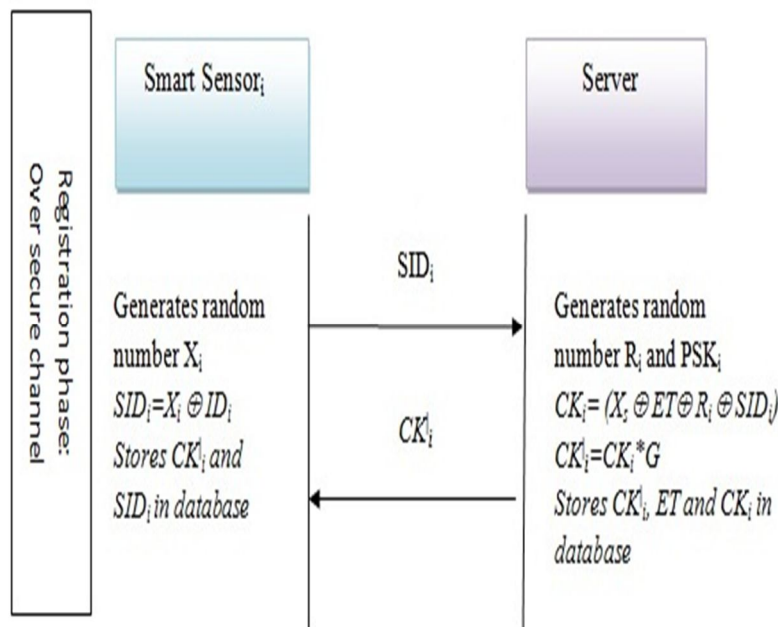 Registration phase:
Over secure channel
Smart Sensorᵢ
Server
SIDᵢ
Generates random
number Xᵢ
SIDᵢ=Xᵢ ⊕ IDᵢ
Stores CK|ᵢ and
SIDᵢ in database
CK|ᵢ
Generates random
number Rᵢ and PSKᵢ
CKᵢ= (Xₛ ⊕ ET⊕ Rᵢ ⊕ SIDᵢ)
CK|ᵢ=CKᵢ*G
Stores CK|ᵢ, ET and CKᵢ in
database